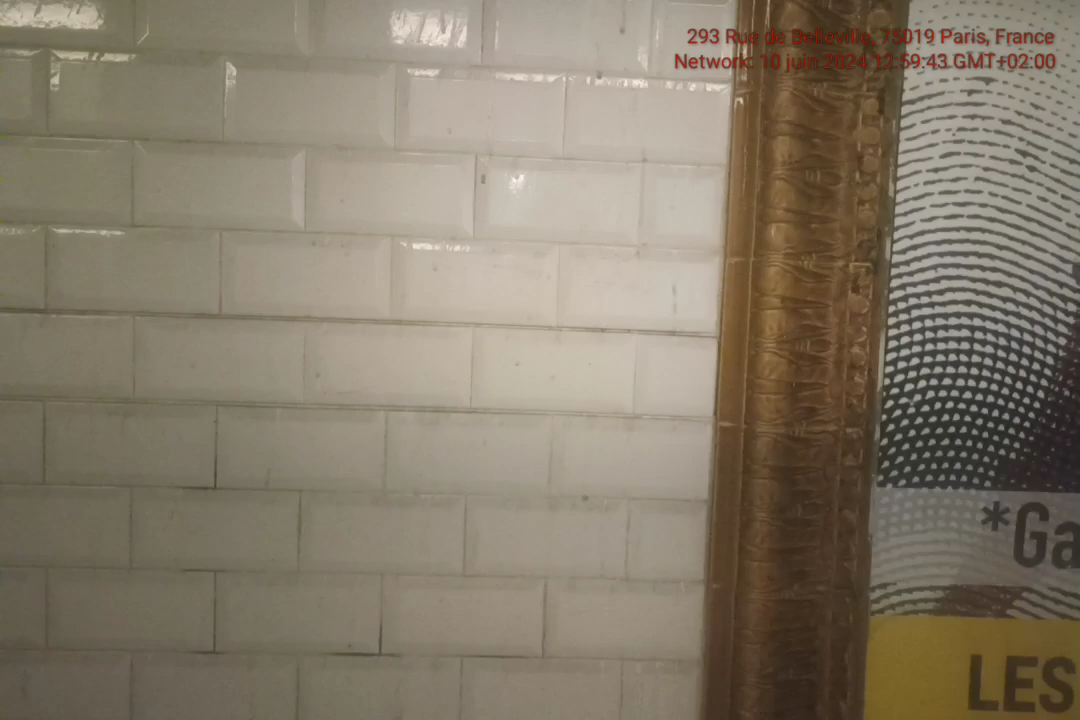 293 Rue de Belleville, 75019 Paris, France
Network: 10 juin 2024 12:59:43 GMT+02:00
*Ga
LES